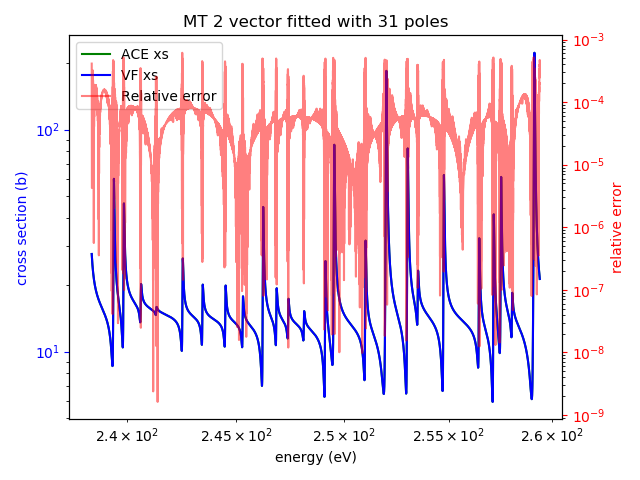 MT 2 vector fitted with 31 poles
ACE xs
VF xs
Relative error
cross section (b)
10²
10¹
10⁻³
10⁻⁴
10⁻⁵
10⁻⁶
10⁻⁷
10⁻⁸
10⁻⁹
relative error
2.4 × 10² 2.45 × 10² 2.5 × 10² 2.55 × 10² 2.6 × 10²
energy (eV)